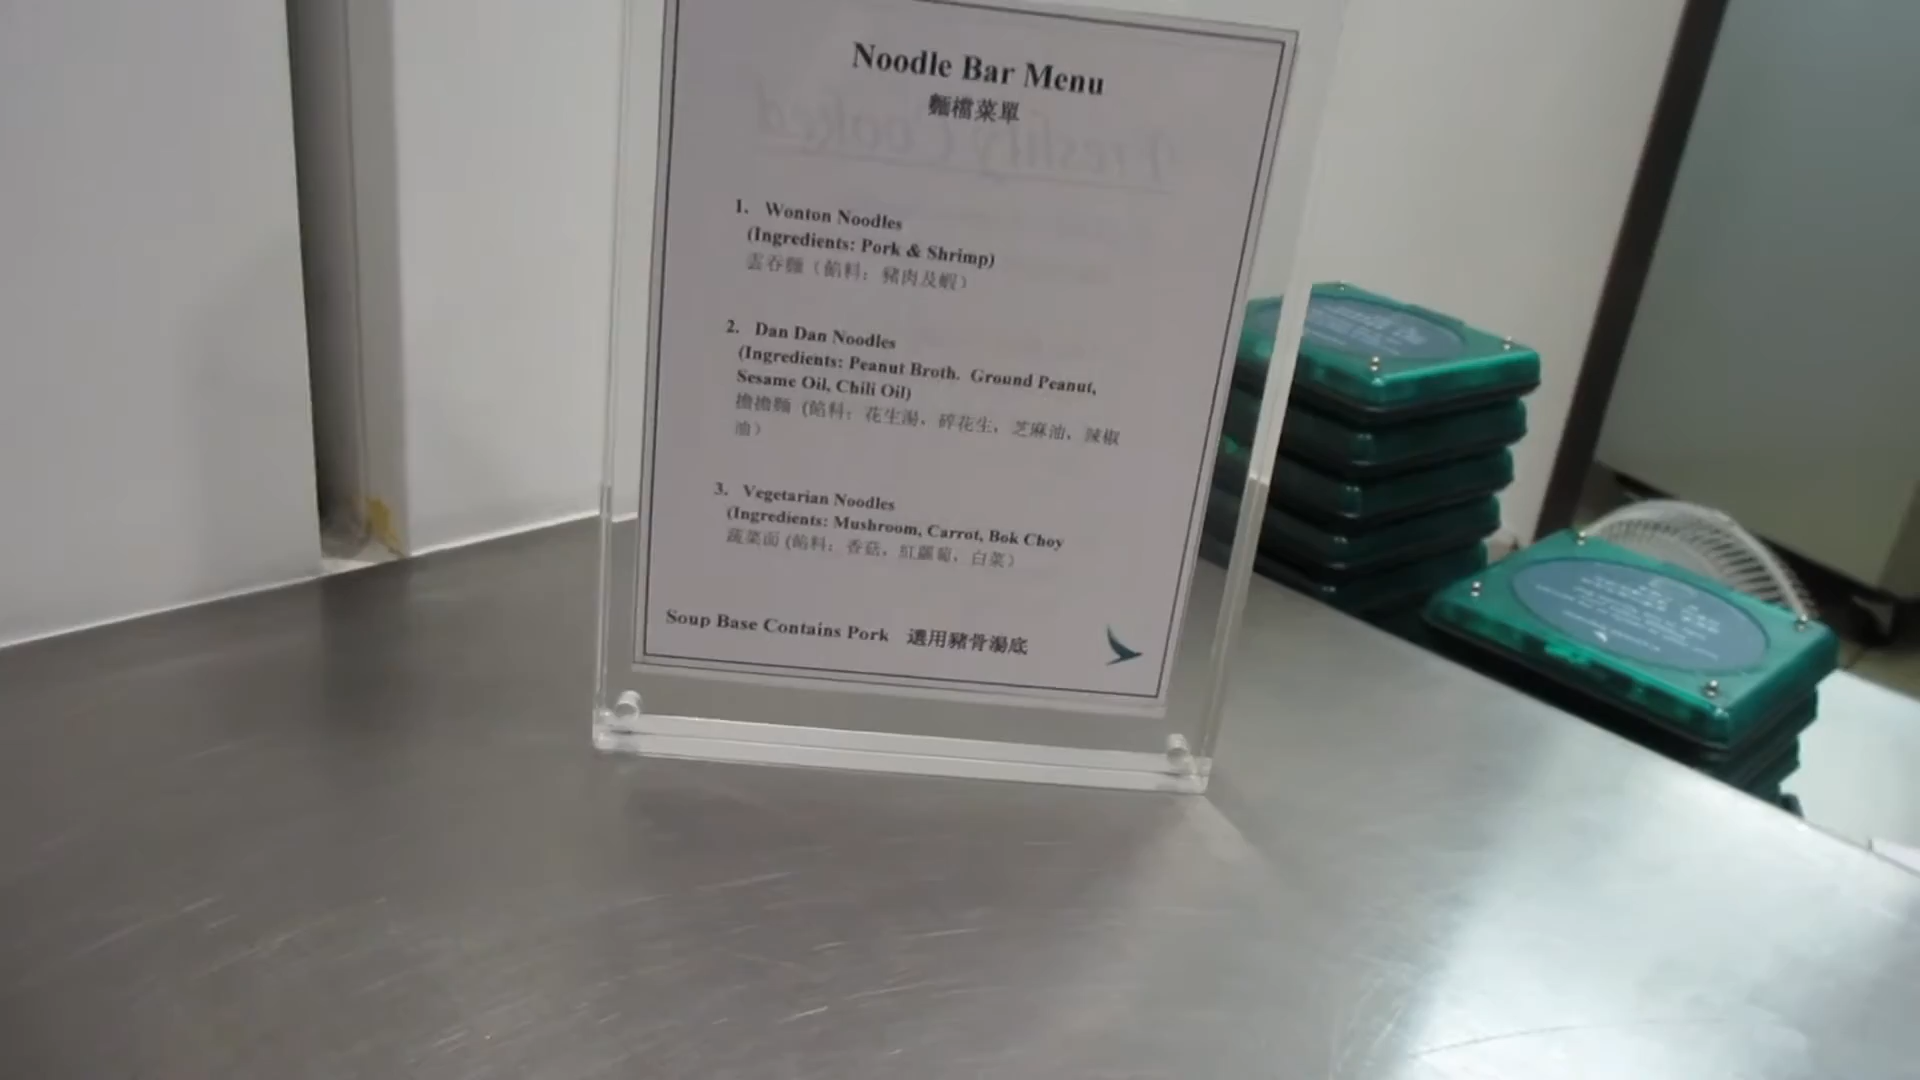 Noodle Bar Menu
麵檔菜單
1. Wonton Noodles
(Ingredients: Pork & Shrimp)
雲吞麵（餡料：豬肉及蝦）
2. Dan Dan Noodles
(Ingredients: Peanut Broth. Ground Peanut,
Sesame Oil, Chili Oil)
擔擔麵 (餡料：花生湯，碎花生，芝麻油，辣椒
油）
3. Vegetarian Noodles
(Ingredients: Mushroom, Carrot, Bok Choy
蔬菜面 (餡料：香菇，紅蘿蔔，白菜）
Soup Base Contains Pork 選用豬骨湯底
Freshly Cooked